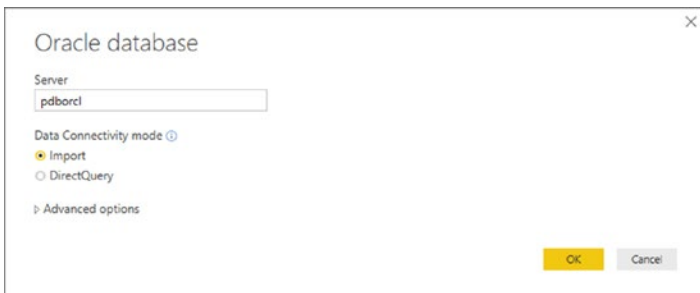 Oracle database
Server
pdborcl
Data Connectivity mode
Import
DirectQuery
Advanced options
OK Cancel